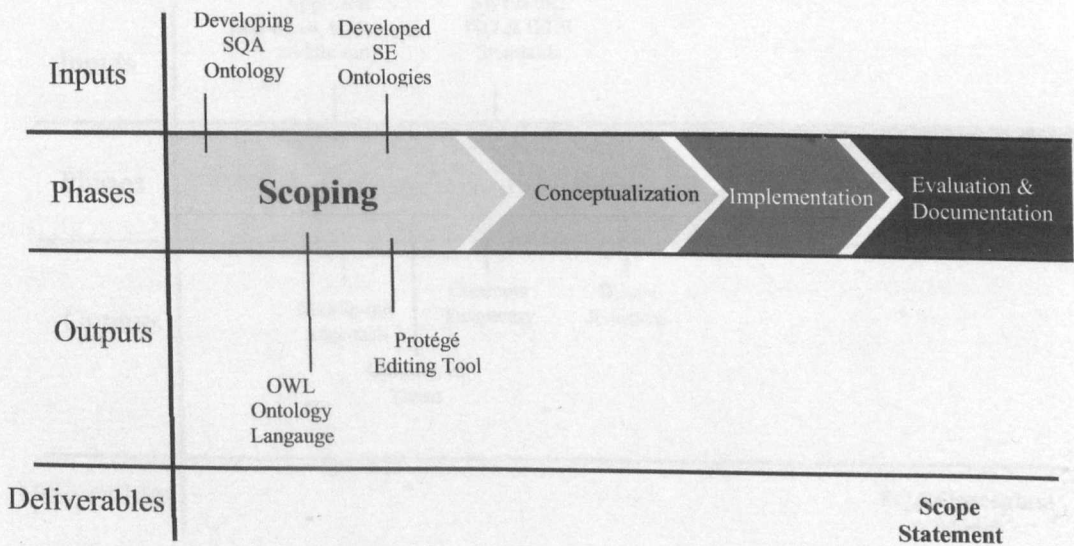 Developing
SQA
Ontology
Developed
SE
Ontologies
Inputs
Phases
Scoping
Conceptualization
Implementation
Evaluation &
Documentation
Outputs
Protégé
Editing Tool
OWL
Ontology
Langauge
Deliverables
Scope
Statement